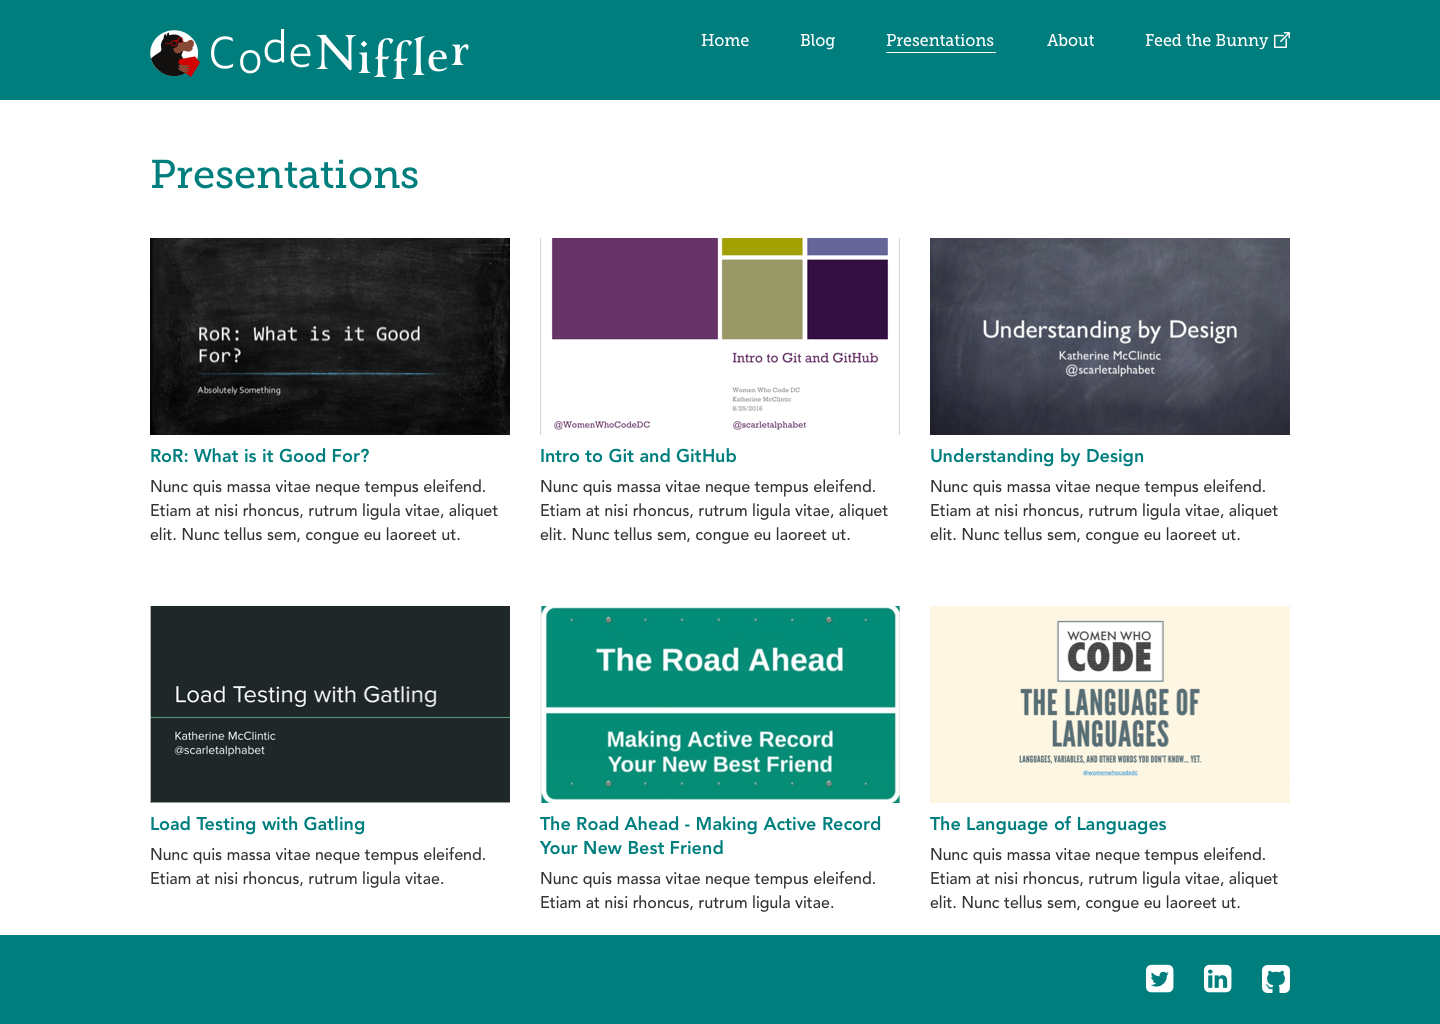 CodeNiffler
Home Blog Presentations About Feed the Bunny
Presentations
RoR: What is it Good
For?
Absolutely Something
RoR: What is it Good For?
Nunc quis massa vitae neque tempus eleifend.
Etiam at nisi rhoncus, rutrum ligula vitae, aliquet
elit. Nunc tellus sem, congue eu laoreet ut.
Intro to Git and GitHub
Women Who Code DC
Katherine McClintic
8/25/2016
@WomenWhoCodeDC
@scarletalphabet
Intro to Git and GitHub
Nunc quis massa vitae neque tempus eleifend.
Etiam at nisi rhoncus, rutrum ligula vitae, aliquet
elit. Nunc tellus sem, congue eu laoreet ut.
Understanding by Design
Katherine McClintic
@scarletalphabet
Understanding by Design
Nunc quis massa vitae neque tempus eleifend.
Etiam at nisi rhoncus, rutrum ligula vitae, aliquet
elit. Nunc tellus sem, congue eu laoreet ut.
Load Testing with Gatling
Katherine McClintic
@scarletalphabet
Load Testing with Gatling
Nunc quis massa vitae neque tempus eleifend.
Etiam at nisi rhoncus, rutrum ligula vitae.
The Road Ahead
Making Active Record
Your New Best Friend
The Road Ahead - Making Active Record
Your New Best Friend
Nunc quis massa vitae neque tempus eleifend.
Etiam at nisi rhoncus, rutrum ligula vitae.
WOMEN WHO
CODE
THE LANGUAGE OF
LANGUAGES
LANGUAGES, VARIABLES, AND OTHER WORDS YOU DON'T KNOW... YET.
@womenwhocodedc
The Language of Languages
Nunc quis massa vitae neque tempus eleifend.
Etiam at nisi rhoncus, rutrum ligula vitae, aliquet
elit. Nunc tellus sem, congue eu laoreet ut.
in